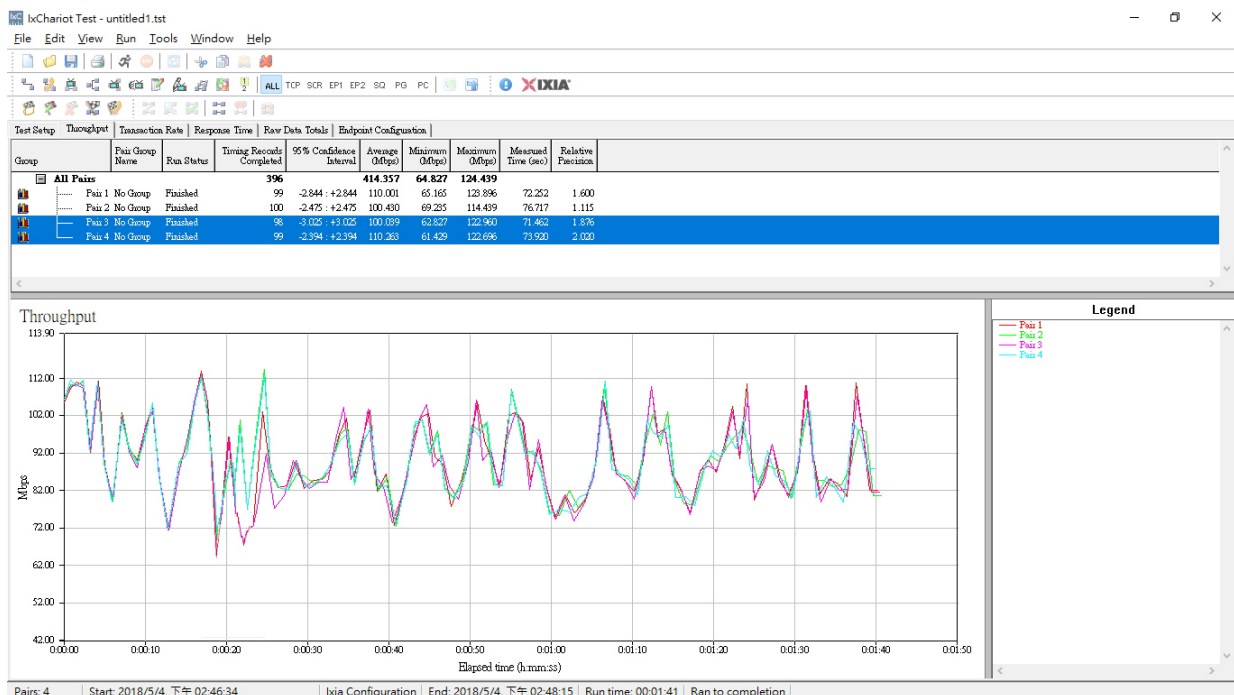 IxC IxChariot Test - untitled1.tst
File Edit View Run Tools Window Help
ALL TCP SCR EP1 EP2 SQ PG PC IXIA
Test Setup Throughput Transaction Rate Response Time Raw Data Totals Endpoint Configuration
Group Pair Group Name Run Status Timing Records Completed 95% Confidence Interval Average (Mbps) Minimum (Mbps) Maximum (Mbps) Measured Time (sec) Relative Precision
All Pairs 396 414.357 64.827 124.439
Pair 1 No Group Finished 99 -2.844 : +2.844 110.001 65.165 123.896 72.252 1.600
Pair 2 No Group Finished 100 -2.475 : +2.475 100.430 69.235 114.439 76.717 1.115
Pair 3 No Group Finished 98 -3.025 : +3.025 100.039 62.827 122.960 71.462 1.876
Pair 4 No Group Finished 99 -2.394 : +2.394 110.263 61.429 122.696 73.920 2.020
Throughput
113.90
112.00
102.00
92.00
82.00
72.00
62.00
52.00
42.00
Mbps
0:00:00 0:00:10 0:00:20 0:00:30 0:00:40 0:00:50 0:01:00 0:01:10 0:01:20 0:01:30 0:01:40 0:01:50
Elapsed time (h:mm:ss)
Legend
Pair 1
Pair 2
Pair 3
Pair 4
Pairs: 4 Start: 2018/5/4, 下午 02:46:34 Ixia Configuration End: 2018/5/4, 下午 02:48:15 Run time: 00:01:41 Ran to completion